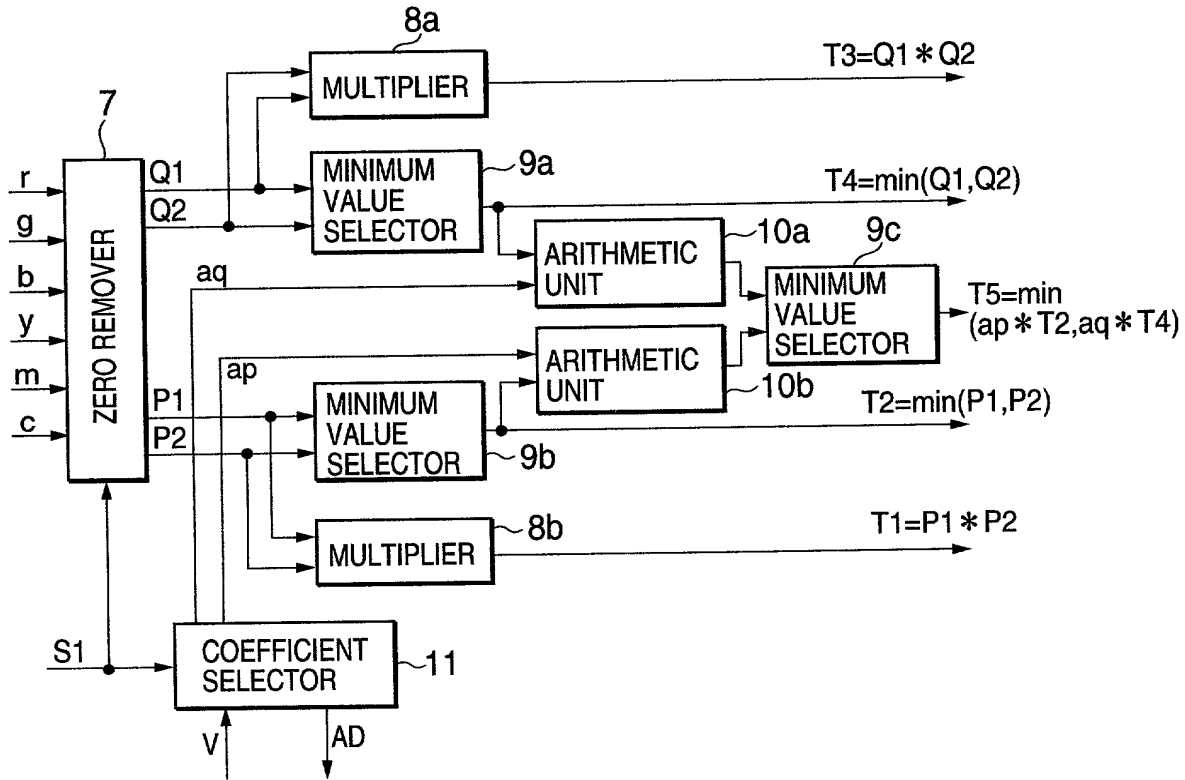 8a
MULTIPLIER
T3=Q1*Q2
7
r
g
b
y
m
c
ZERO REMOVER
Q1
Q2
MINIMUM
VALUE
SELECTOR
9a
T4=min(Q1,Q2)
aq
ARITHMETIC
UNIT
10a
9c
MINIMUM
VALUE
SELECTOR
T5=min
(ap*T2,aq*T4)
ap
ARITHMETIC
UNIT
10b
P1
P2
MINIMUM
VALUE
SELECTOR
9b
T2=min(P1,P2)
MULTIPLIER
8b
T1=P1*P2
S1
COEFFICIENT
SELECTOR
11
V
AD